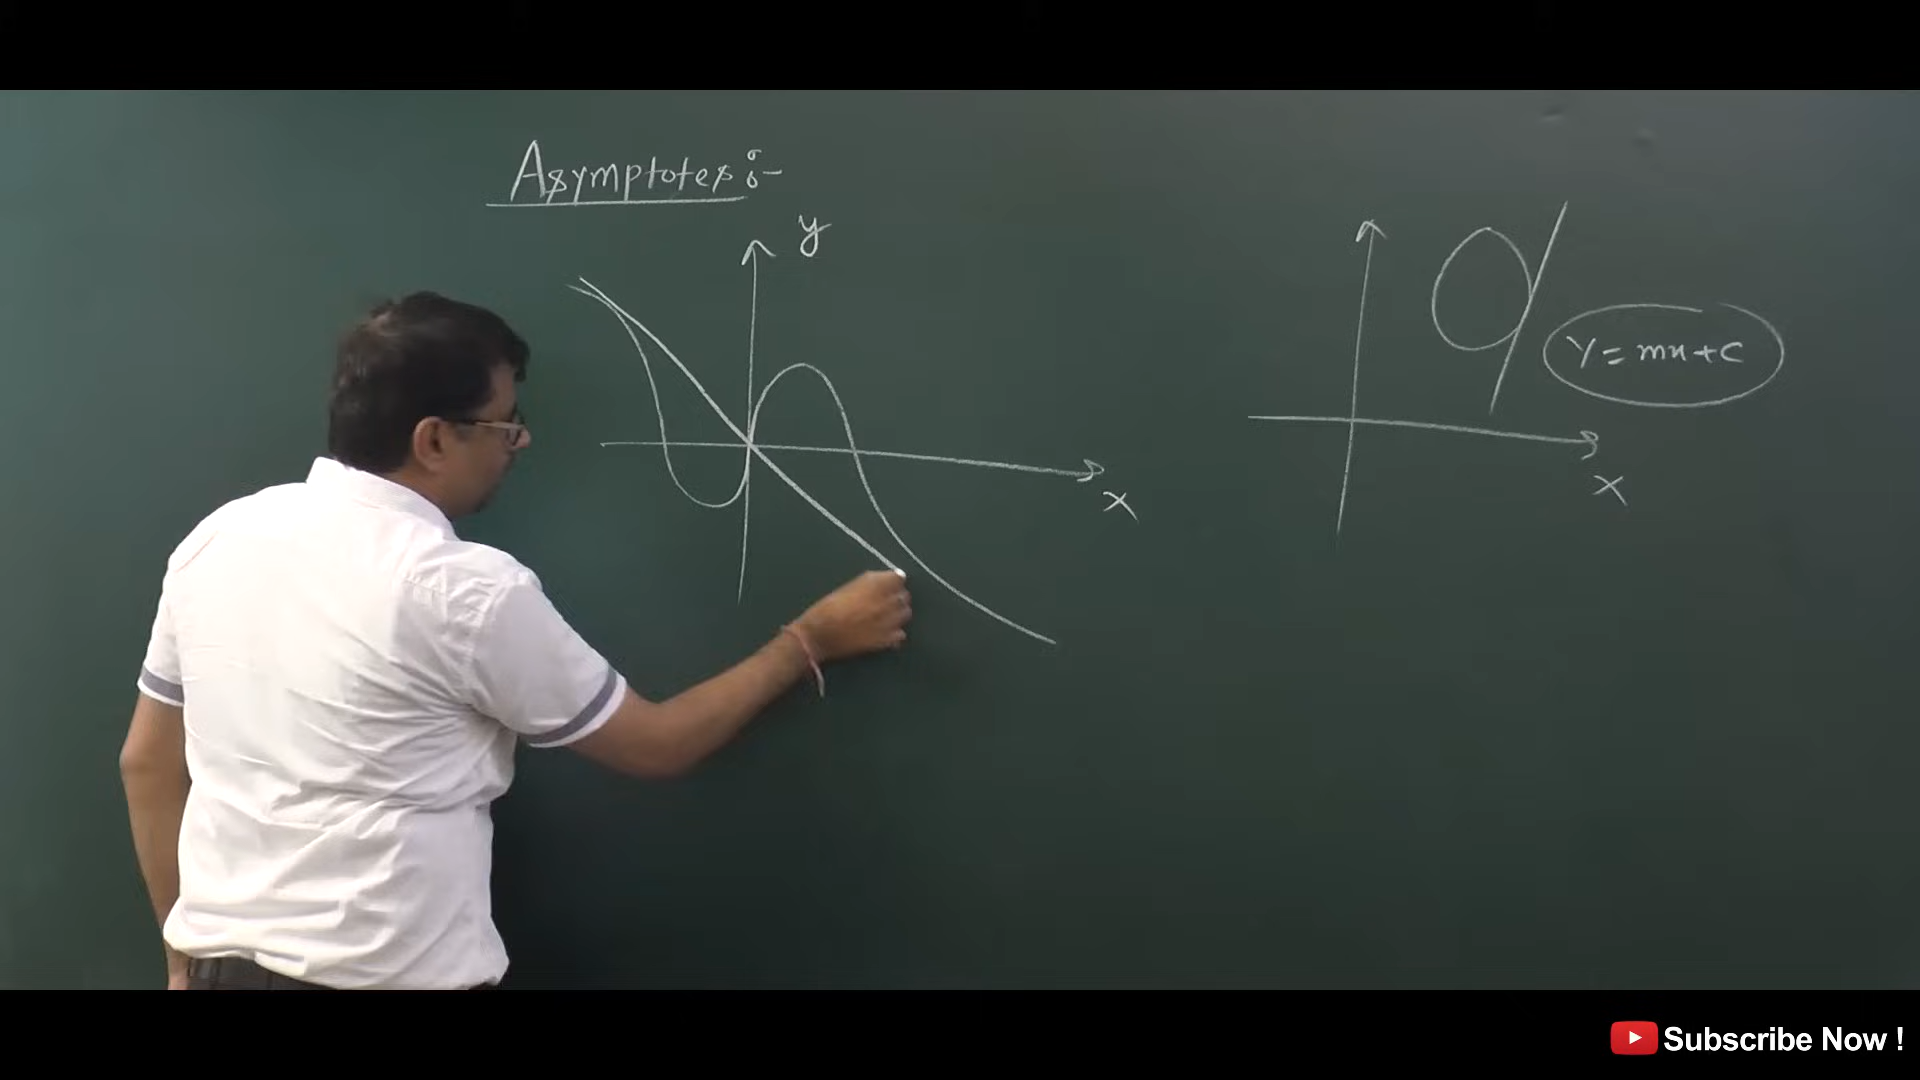 Asymptotes :-
y
x
Y = mx + c
x
Subscribe Now !